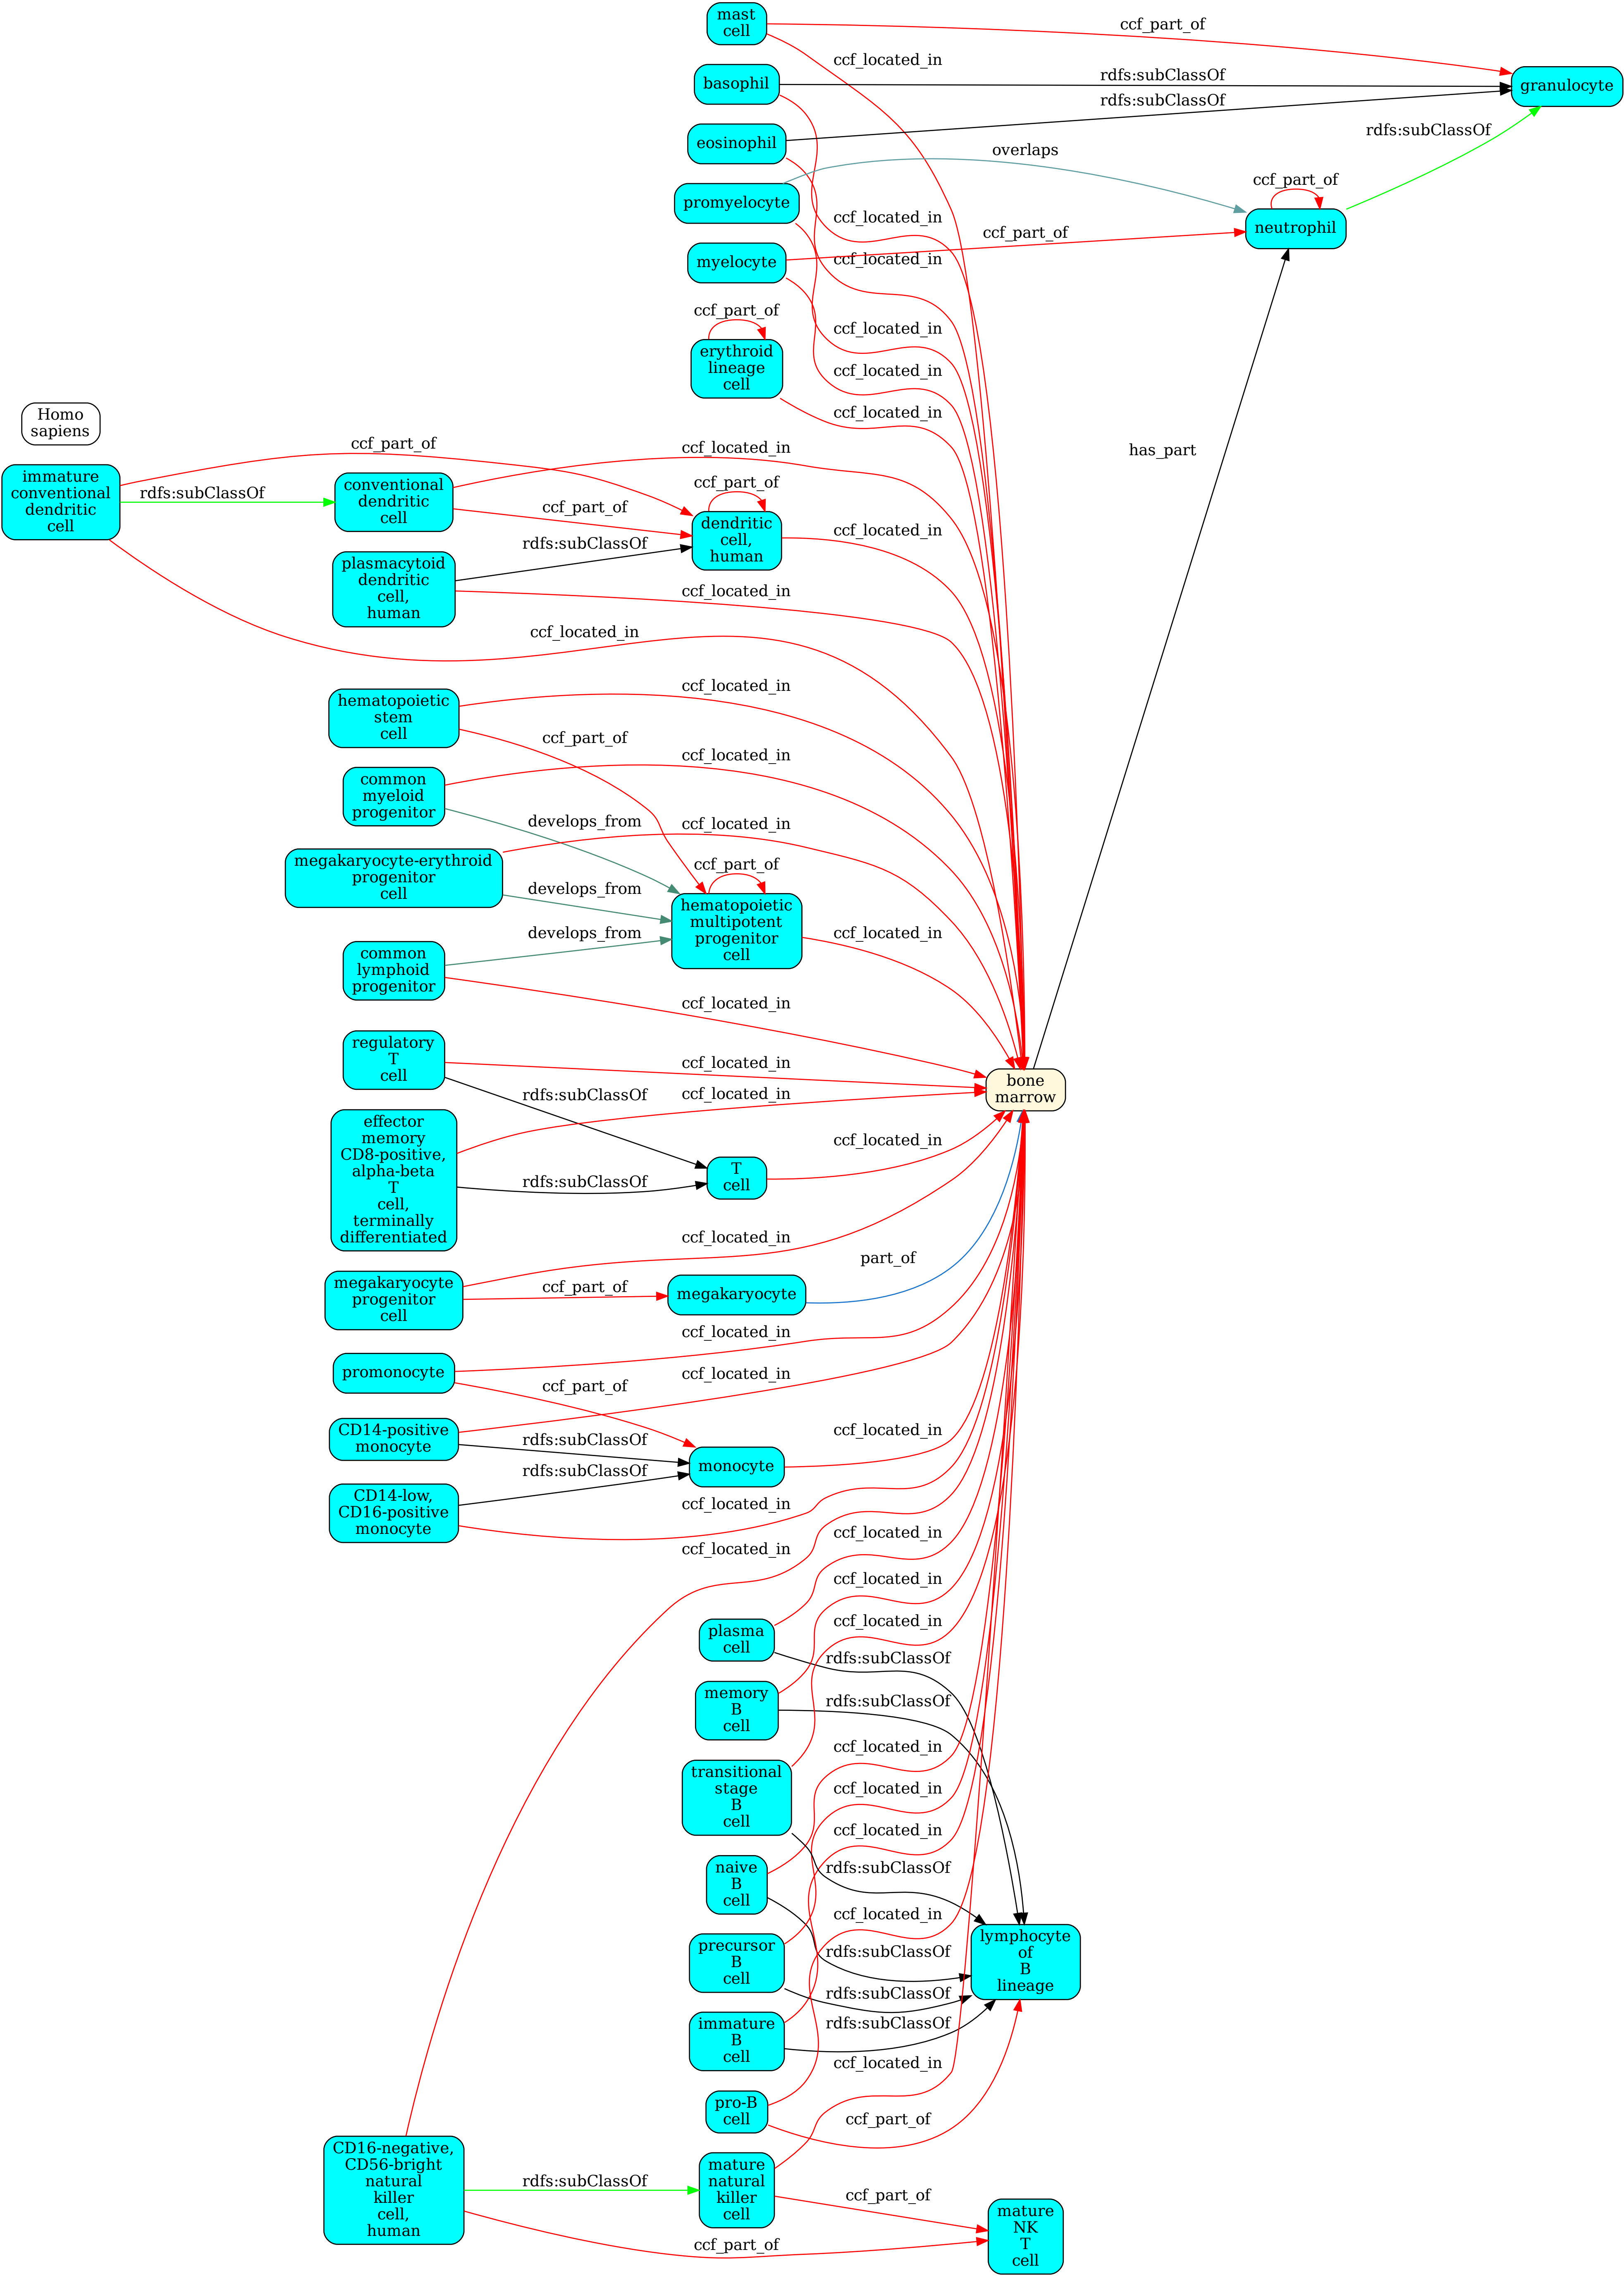 mast
cell
ccf_part_of
ccf_located_in
basophil
rdfs:subClassOf
granulocyte
rdfs:subClassOf
eosinophil
rdfs:subClassOf
overlaps
promyelocyte
ccf_part_of
ccf_located_in
neutrophil
ccf_part_of
myelocyte
ccf_located_in
ccf_part_of
ccf_located_in
erythroid
lineage
cell
ccf_located_in
Homo
sapiens
ccf_located_in
has_part
immature
conventional
dendritic
cell
ccf_part_of
rdfs:subClassOf
conventional
dendritic
cell
ccf_located_in
ccf_part_of
ccf_part_of
dendritic
cell,
human
ccf_located_in
rdfs:subClassOf
plasmacytoid
dendritic
cell,
human
ccf_located_in
ccf_located_in
hematopoietic
stem
cell
ccf_located_in
ccf_part_of
common
myeloid
progenitor
ccf_located_in
develops_from
ccf_located_in
megakaryocyte-erythroid
progenitor
cell
ccf_part_of
develops_from
hematopoietic
multipotent
progenitor
cell
ccf_located_in
develops_from
common
lymphoid
progenitor
ccf_located_in
regulatory
T
cell
ccf_located_in
rdfs:subClassOf
ccf_located_in
bone
marrow
effector
memory
CD8-positive,
alpha-beta
T
cell,
terminally
differentiated
rdfs:subClassOf
T
cell
ccf_located_in
ccf_located_in
part_of
megakaryocyte
progenitor
cell
ccf_part_of
megakaryocyte
ccf_located_in
promonocyte
ccf_part_of
ccf_located_in
CD14-positive
monocyte
rdfs:subClassOf
monocyte
ccf_located_in
rdfs:subClassOf
CD14-low,
CD16-positive
monocyte
ccf_located_in
ccf_located_in
ccf_located_in
ccf_located_in
ccf_located_in
plasma
cell
rdfs:subClassOf
memory
B
cell
rdfs:subClassOf
transitional
stage
B
cell
ccf_located_in
ccf_located_in
ccf_located_in
rdfs:subClassOf
naive
B
cell
ccf_located_in
precursor
B
cell
rdfs:subClassOf
lymphocyte
of
B
lineage
rdfs:subClassOf
immature
B
cell
rdfs:subClassOf
ccf_located_in
pro-B
cell
ccf_part_of
CD16-negative,
CD56-bright
natural
killer
cell,
human
rdfs:subClassOf
mature
natural
killer
cell
ccf_part_of
ccf_part_of
mature
NK
T
cell